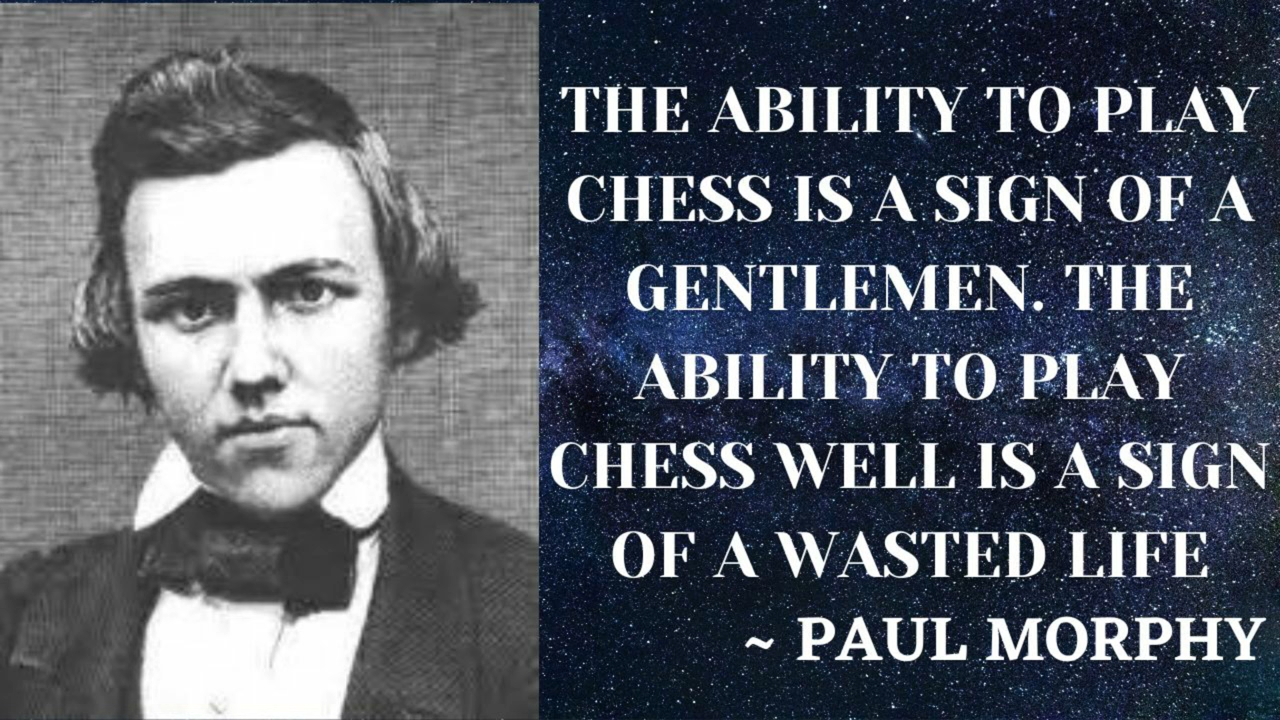 THE ABILITY TO PLAY
CHESS IS A SIGN OF A
GENTLEMEN. THE
ABILITY TO PLAY
CHESS WELL IS A SIGN
OF A WASTED LIFE
~ PAUL MORPHY